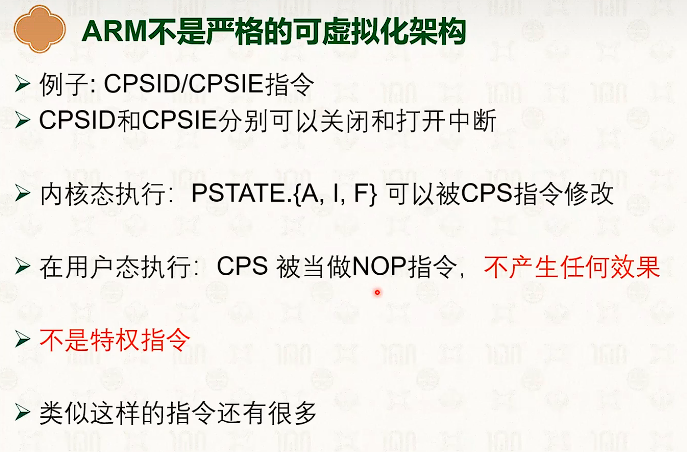 ARM不是严格的可虚拟化架构
例子: CPSID/CPSIE指令
CPSID和CPSIE分别可以关闭和打开中断
内核态执行：PSTATE.{A, I, F} 可以被CPS指令修改
在用户态执行：CPS 被当做NOP指令，不产生任何效果
不是特权指令
类似这样的指令还有很多